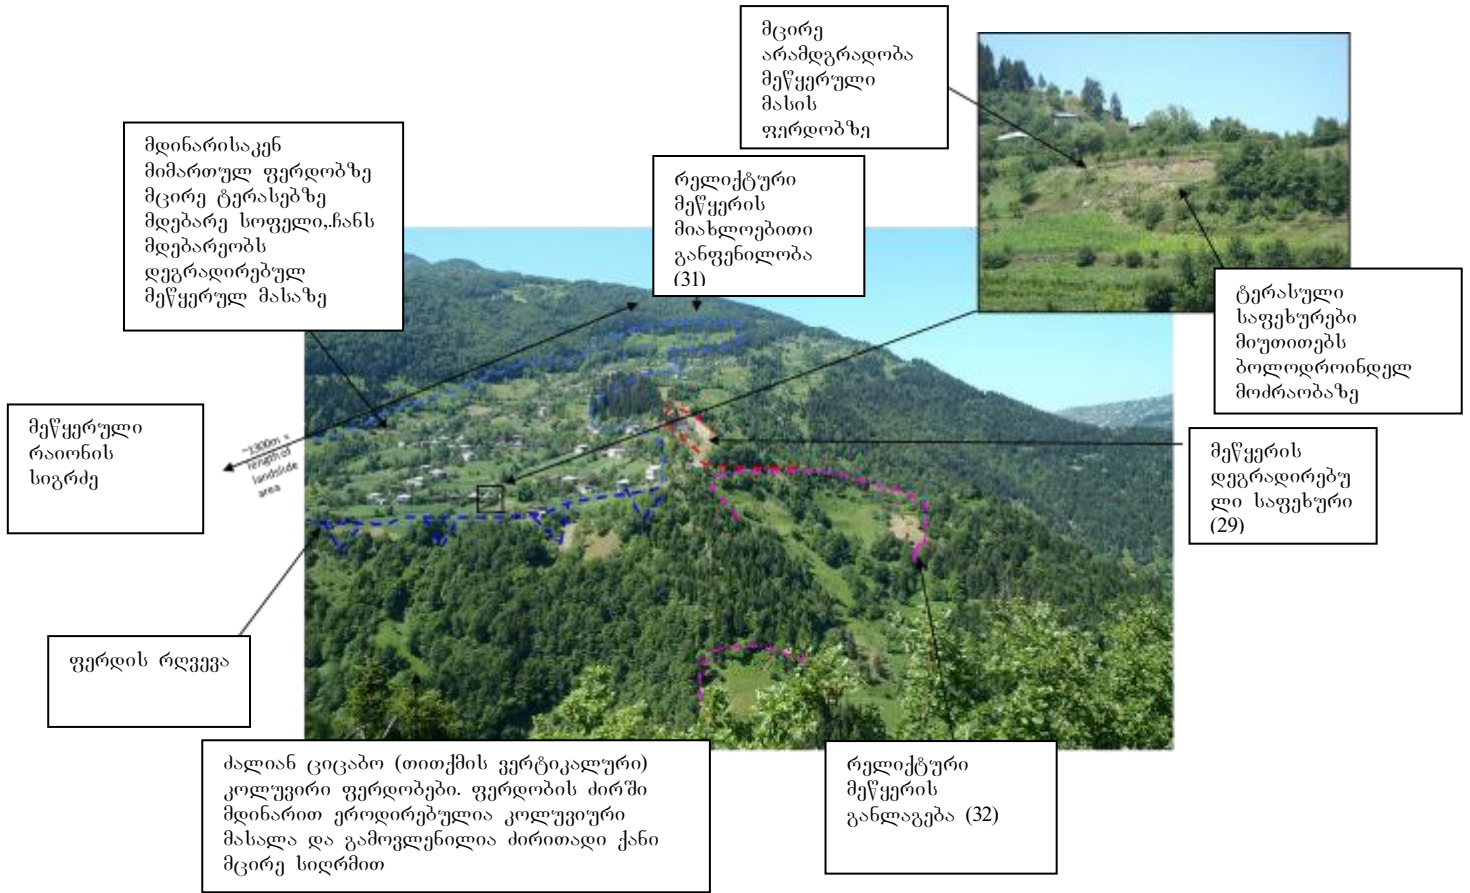 მცირე
არამდგრადობა
მეწყერული
მასის
ფერდობზე
მდინარისაკენ
მიმართულ ფერდობზე
მცირე ტერასებზე
მდებარე სოფელი,.ჩანს
მდებარეობს
დეგრადირებულ
მეწყერულ მასაზე
რელიქტური
მეწყერის
მიახლოებითი
განფენილობა
(31)
ტერასული
საფეხურები
მიუთითებს
ბოლოდროინდელ
მოძრაობაზე
მეწყერული
რაიონის
სიგრძე
~1300m x
length of
landslide
area
მეწყერის
დეგრადირებუ
ლი საფეხური
(29)
ფერდის რღვევა
ძალიან ციცაბო (თითქმის ვერტიკალური)
კოლუვირი ფერდობები. ფერდობის ძირში
მდინარით ეროდირებულია კოლუვიური
მასალა და გამოვლენილია ძირითადი ქანი
მცირე სიღრმით
რელიქტური
მეწყერის
განლაგება (32)